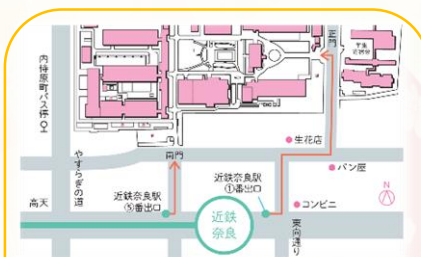 正門
内侍原町バス停
やすらぎの道
南門
生花店
パン屋
近鉄奈良駅
①番出口
近鉄奈良駅
⑤番出口
コンビニ
高天
近鉄
奈良
東向通り
N